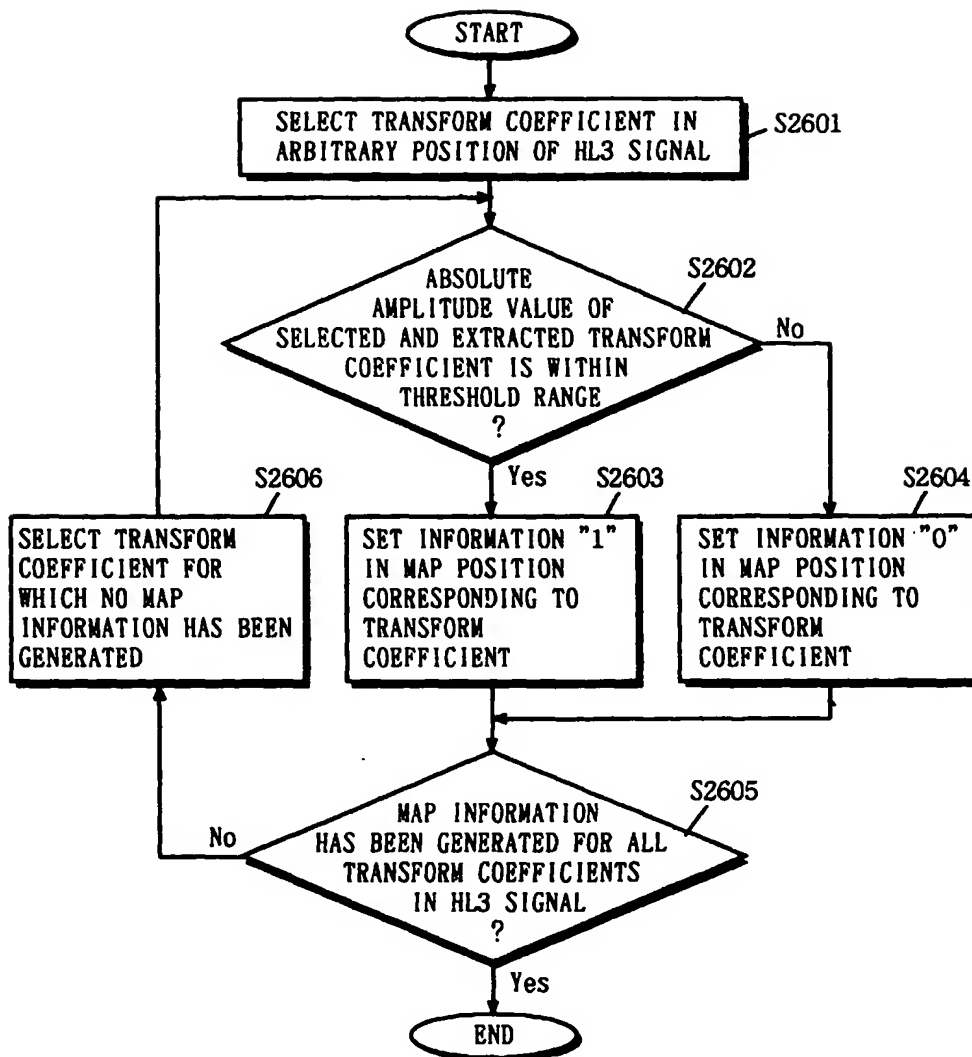 START
SELECT TRANSFORM COEFFICIENT IN
ARBITRARY POSITION OF HL3 SIGNAL
S2601
ABSOLUTE
AMPLITUDE VALUE OF
SELECTED AND EXTRACTED TRANSFORM
COEFFICIENT IS WITHIN
THRESHOLD RANGE
?
S2602
No
Yes
S2606
SELECT TRANSFORM
COEFFICIENT FOR
WHICH NO MAP
INFORMATION HAS BEEN
GENERATED
S2603
SET INFORMATION "1"
IN MAP POSITION
CORRESPONDING TO
TRANSFORM
COEFFICIENT
S2604
SET INFORMATION "0"
IN MAP POSITION
CORRESPONDING TO
TRANSFORM
COEFFICIENT
S2605
MAP INFORMATION
HAS BEEN GENERATED FOR ALL
TRANSFORM COEFFICIENTS
IN HL3 SIGNAL
?
No
Yes
END